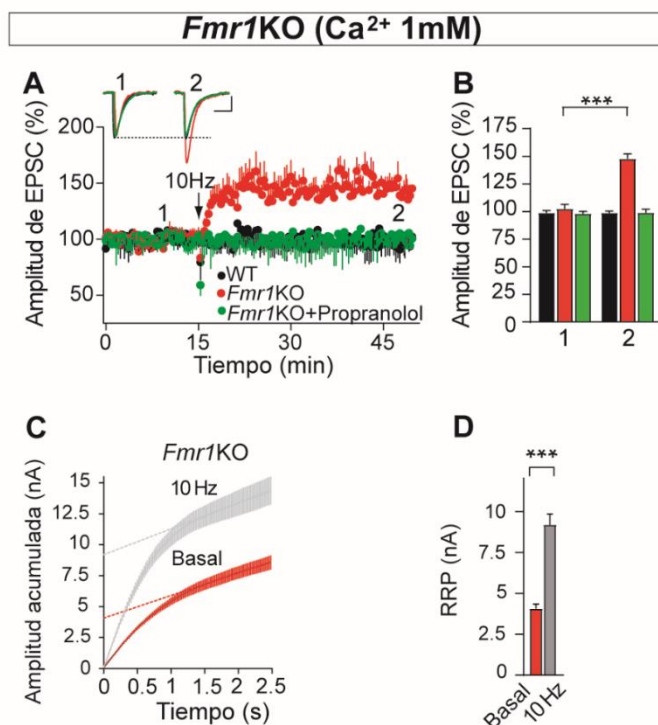 Fmr1KO (Ca²⁺ 1mM)
A
1
2
Amplitud de EPSC (%)
200
150
100
50
10Hz
1
2
WT
Fmr1KO
Fmr1KO+Propranolol
0
15
30
45
Tiempo (min)
B
***
Amplitud de EPSC (%)
175
150
125
100
75
50
25
0
1
2
C
Fmr1KO
10 Hz
Basal
Amplitud acumulada (nA)
15
12.5
10
7.5
5
2.5
0
0
0.5
1
1.5
2
2.5
Tiempo (s)
D
***
RRP (nA)
10
7.5
5
2.5
0
Basal
10 Hz